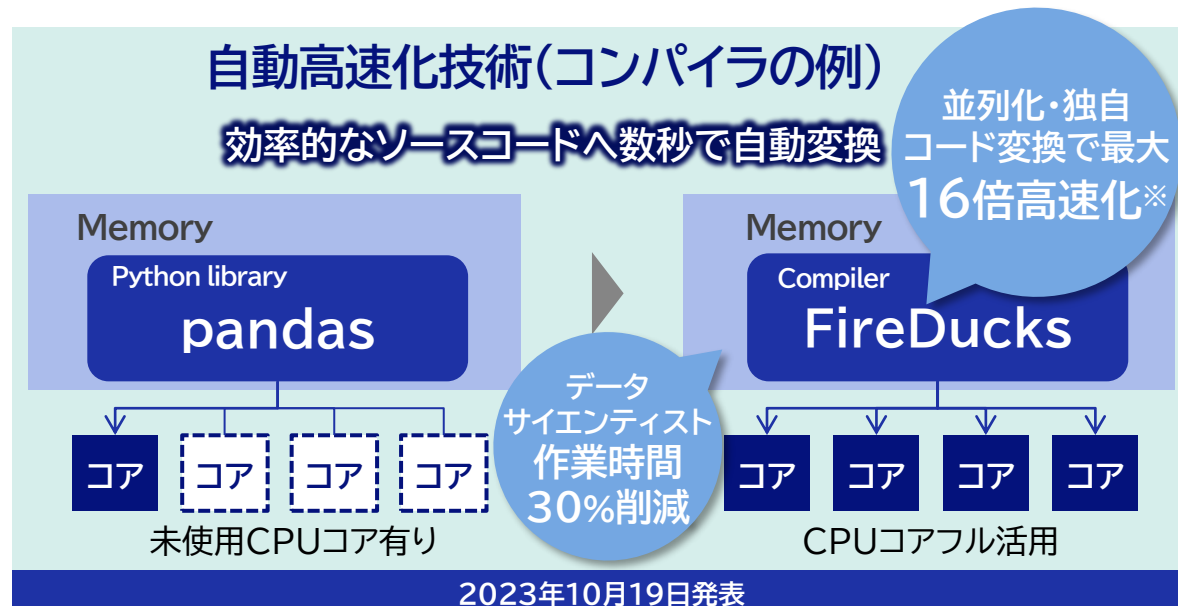 自動高速化技術(コンパイラの例)
効率的なソースコードへ数秒で自動変換
並列化・独自
コード変換で最大
16倍高速化※
Memory
Python library
pandas
Memory
Compiler
FireDucks
データ
サイエンティスト
作業時間
30%削減
コア
コア
コア
コア
未使用CPUコア有り
コア
コア
コア
コア
CPUコアフル活用
2023年10月19日発表